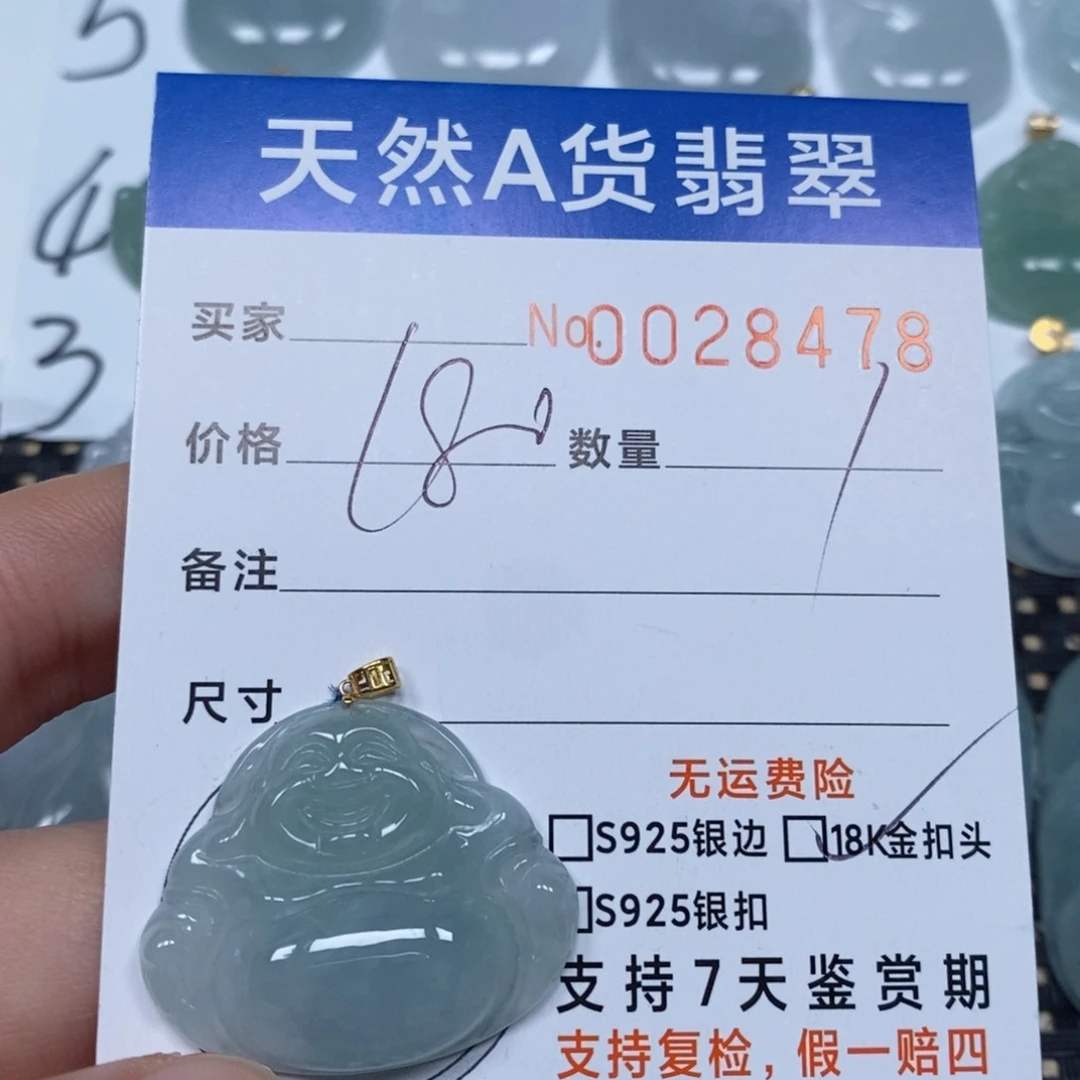 5
4
3
天然A货翡翠
买家 No.0028478
价格 180 数量 1
备注
尺寸
无运费险
S925银边 18K金扣头
S925银扣
支持7天鉴赏期
支持复检，假一赔四